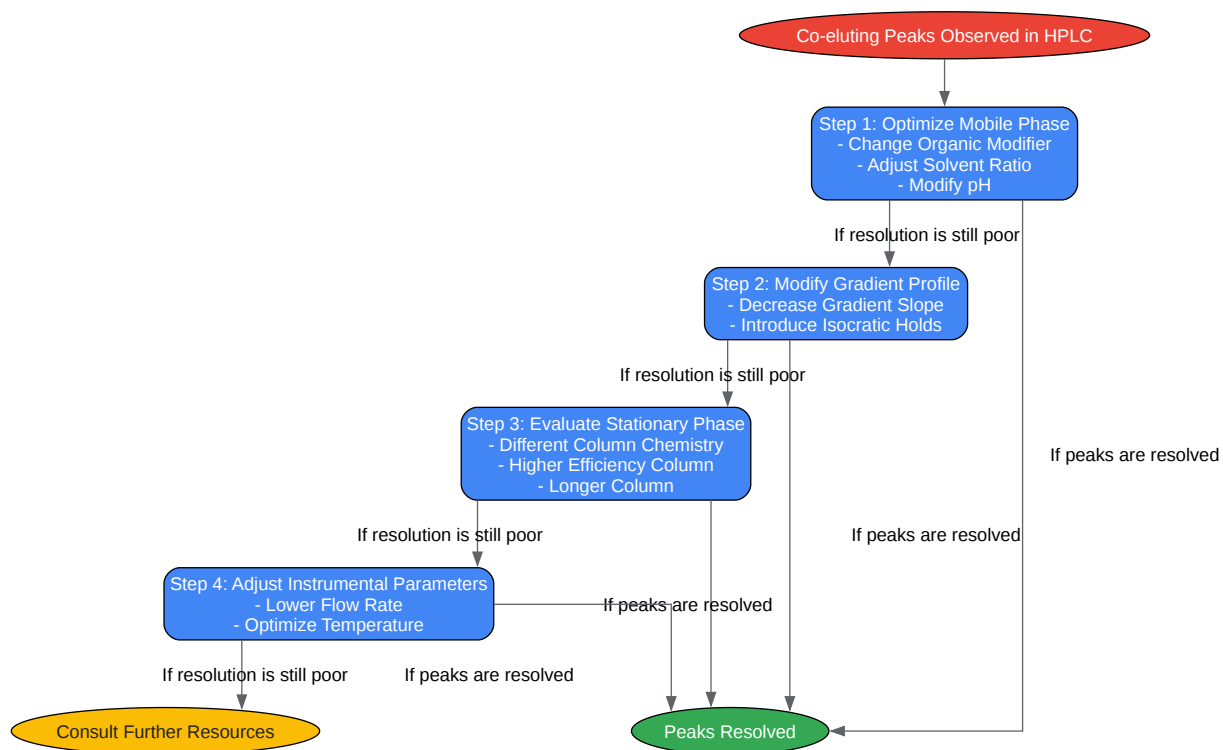 Co-eluting Peaks Observed in HPLC
Step 1: Optimize Mobile Phase
- Change Organic Modifier
- Adjust Solvent Ratio
- Modify pH
If resolution is still poor
Step 2: Modify Gradient Profile
- Decrease Gradient Slope
- Introduce Isocratic Holds
If resolution is still poor
Step 3: Evaluate Stationary Phase
- Different Column Chemistry
- Higher Efficiency Column
- Longer Column
If peaks are resolved
If resolution is still poor
If peaks are resolved
Step 4: Adjust Instrumental Parameters
- Lower Flow Rate
- Optimize Temperature
If peaks are resolved
If resolution is still poor
If peaks are resolved
Consult Further Resources
Peaks Resolved